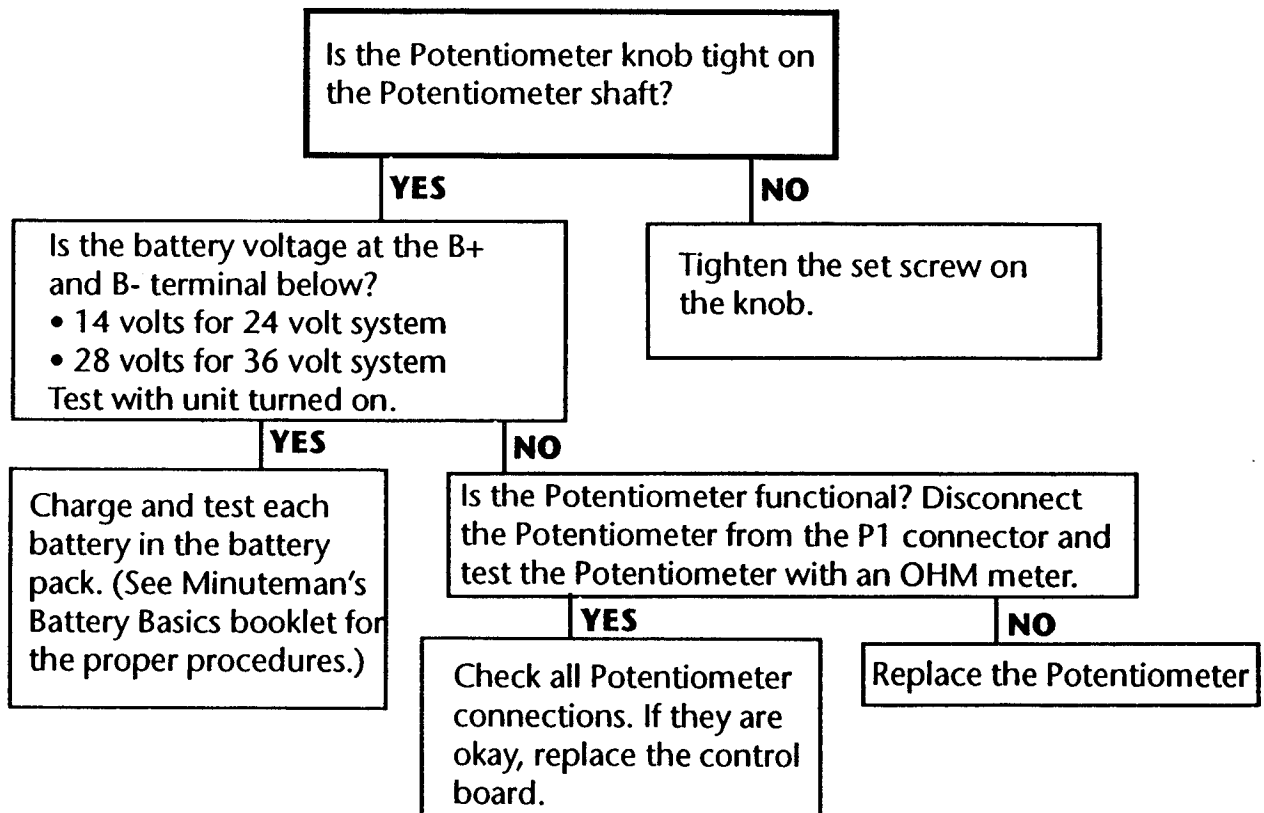 Is the Potentiometer knob tight on
the Potentiometer shaft?
YES
NO
Is the battery voltage at the B+
and B- terminal below?
• 14 volts for 24 volt system
• 28 volts for 36 volt system
Test with unit turned on.
Tighten the set screw on
the knob.
YES
NO
Charge and test each
battery in the battery
pack. (See Minuteman's
Battery Basics booklet for
the proper procedures.)
Is the Potentiometer functional? Disconnect
the Potentiometer from the P1 connector and
test the Potentiometer with an OHM meter.
YES
NO
Check all Potentiometer
connections. If they are
okay, replace the control
board.
Replace the Potentiometer